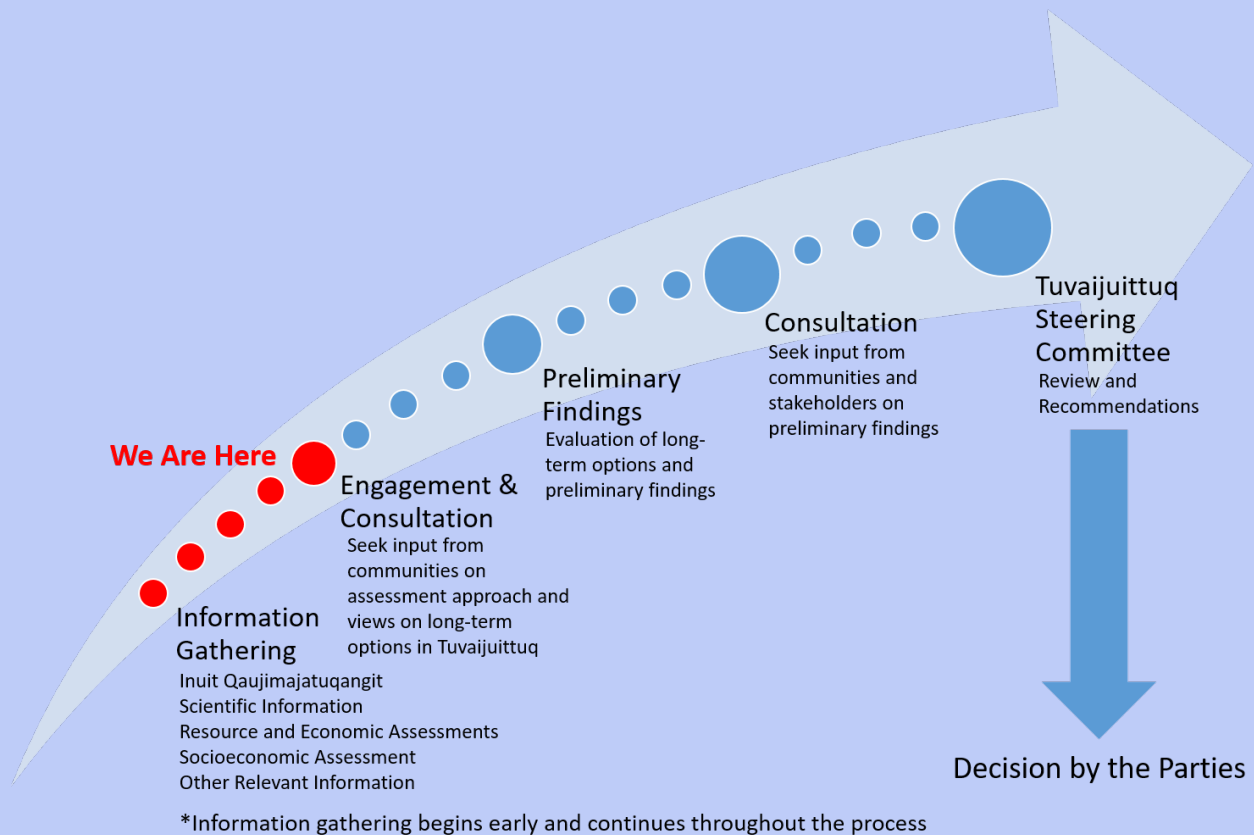 We Are Here
Information
Gathering
Inuit Qaujimajatuqangit
Scientific Information
Resource and Economic Assessments
Socioeconomic Assessment
Other Relevant Information
*Information gathering begins early and continues throughout the process
Engagement &
Consultation
Seek input from
communities on
assessment approach and
views on long-term
options in Tuvaijuittuq
Preliminary
Findings
Evaluation of long-
term options and
preliminary findings
Consultation
Seek input from
communities and
stakeholders on
preliminary findings
Tuvaijuittuq
Steering
Committee
Review and
Recommendations
Decision by the Parties